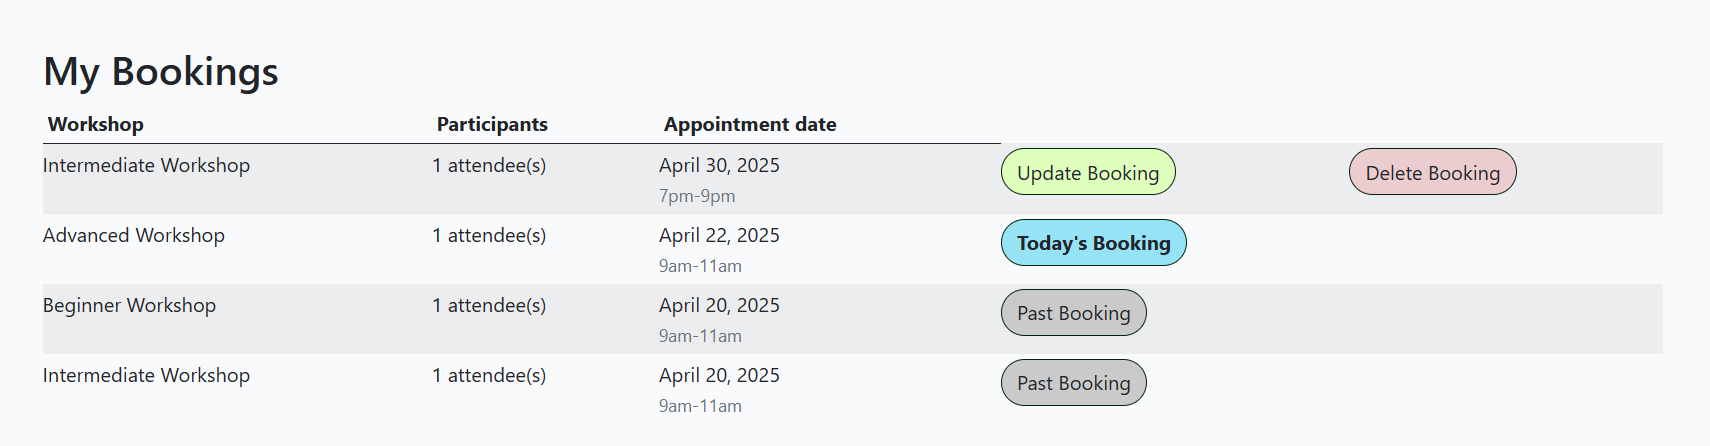 My Bookings
Workshop Participants Appointment date
Intermediate Workshop 1 attendee(s) April 30, 2025 Update Booking Delete Booking
7pm-9pm
Advanced Workshop 1 attendee(s) April 22, 2025 Today's Booking
9am-11am
Beginner Workshop 1 attendee(s) April 20, 2025 Past Booking
9am-11am
Intermediate Workshop 1 attendee(s) April 20, 2025 Past Booking
9am-11am